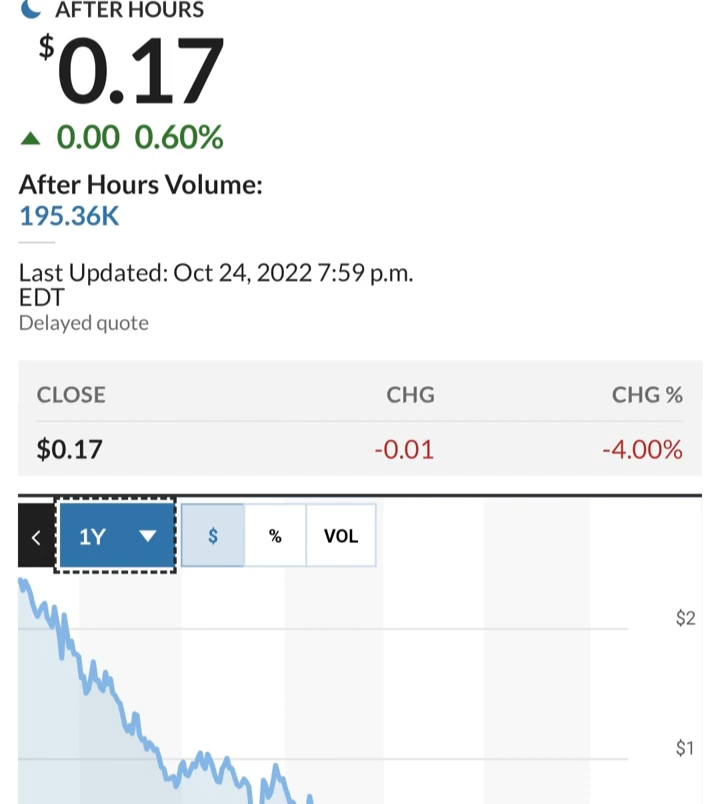 AFTER HOURS
$0.17
0.00 0.60%
After Hours Volume:
195.36K
Last Updated: Oct 24, 2022 7:59 p.m.
EDT
Delayed quote
CLOSE CHG CHG %
$0.17 -0.01 -4.00%
< 1Y $ % VOL
$2
$1